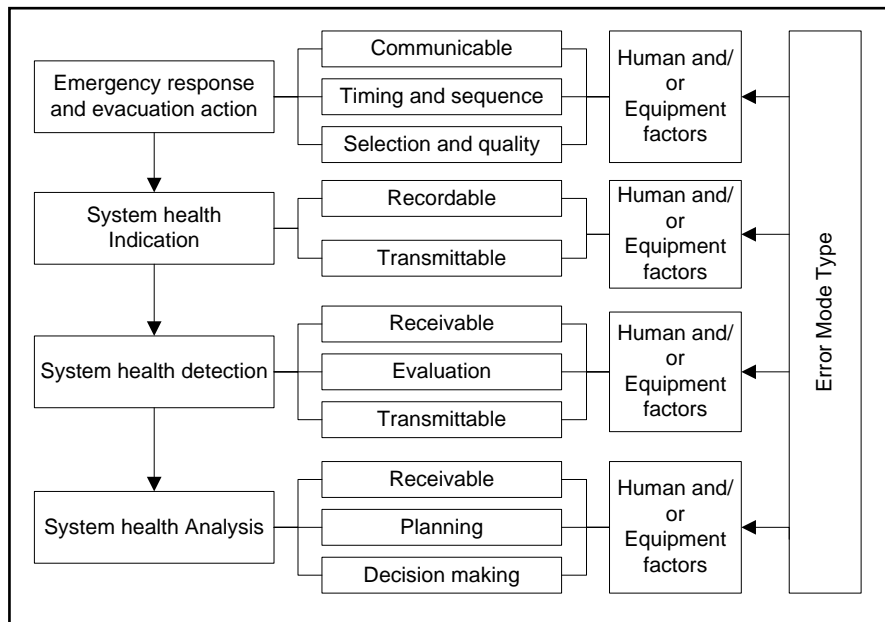 Emergency response
and evacuation action
Communicable
Timing and sequence
Selection and quality
Human and/
or
Equipment
factors
System health
Indication
Recordable
Transmittable
Human and/
or
Equipment
factors
System health detection
Receivable
Evaluation
Transmittable
Human and/
or
Equipment
factors
System health Analysis
Receivable
Planning
Decision making
Human and/
or
Equipment
factors
Error Mode Type